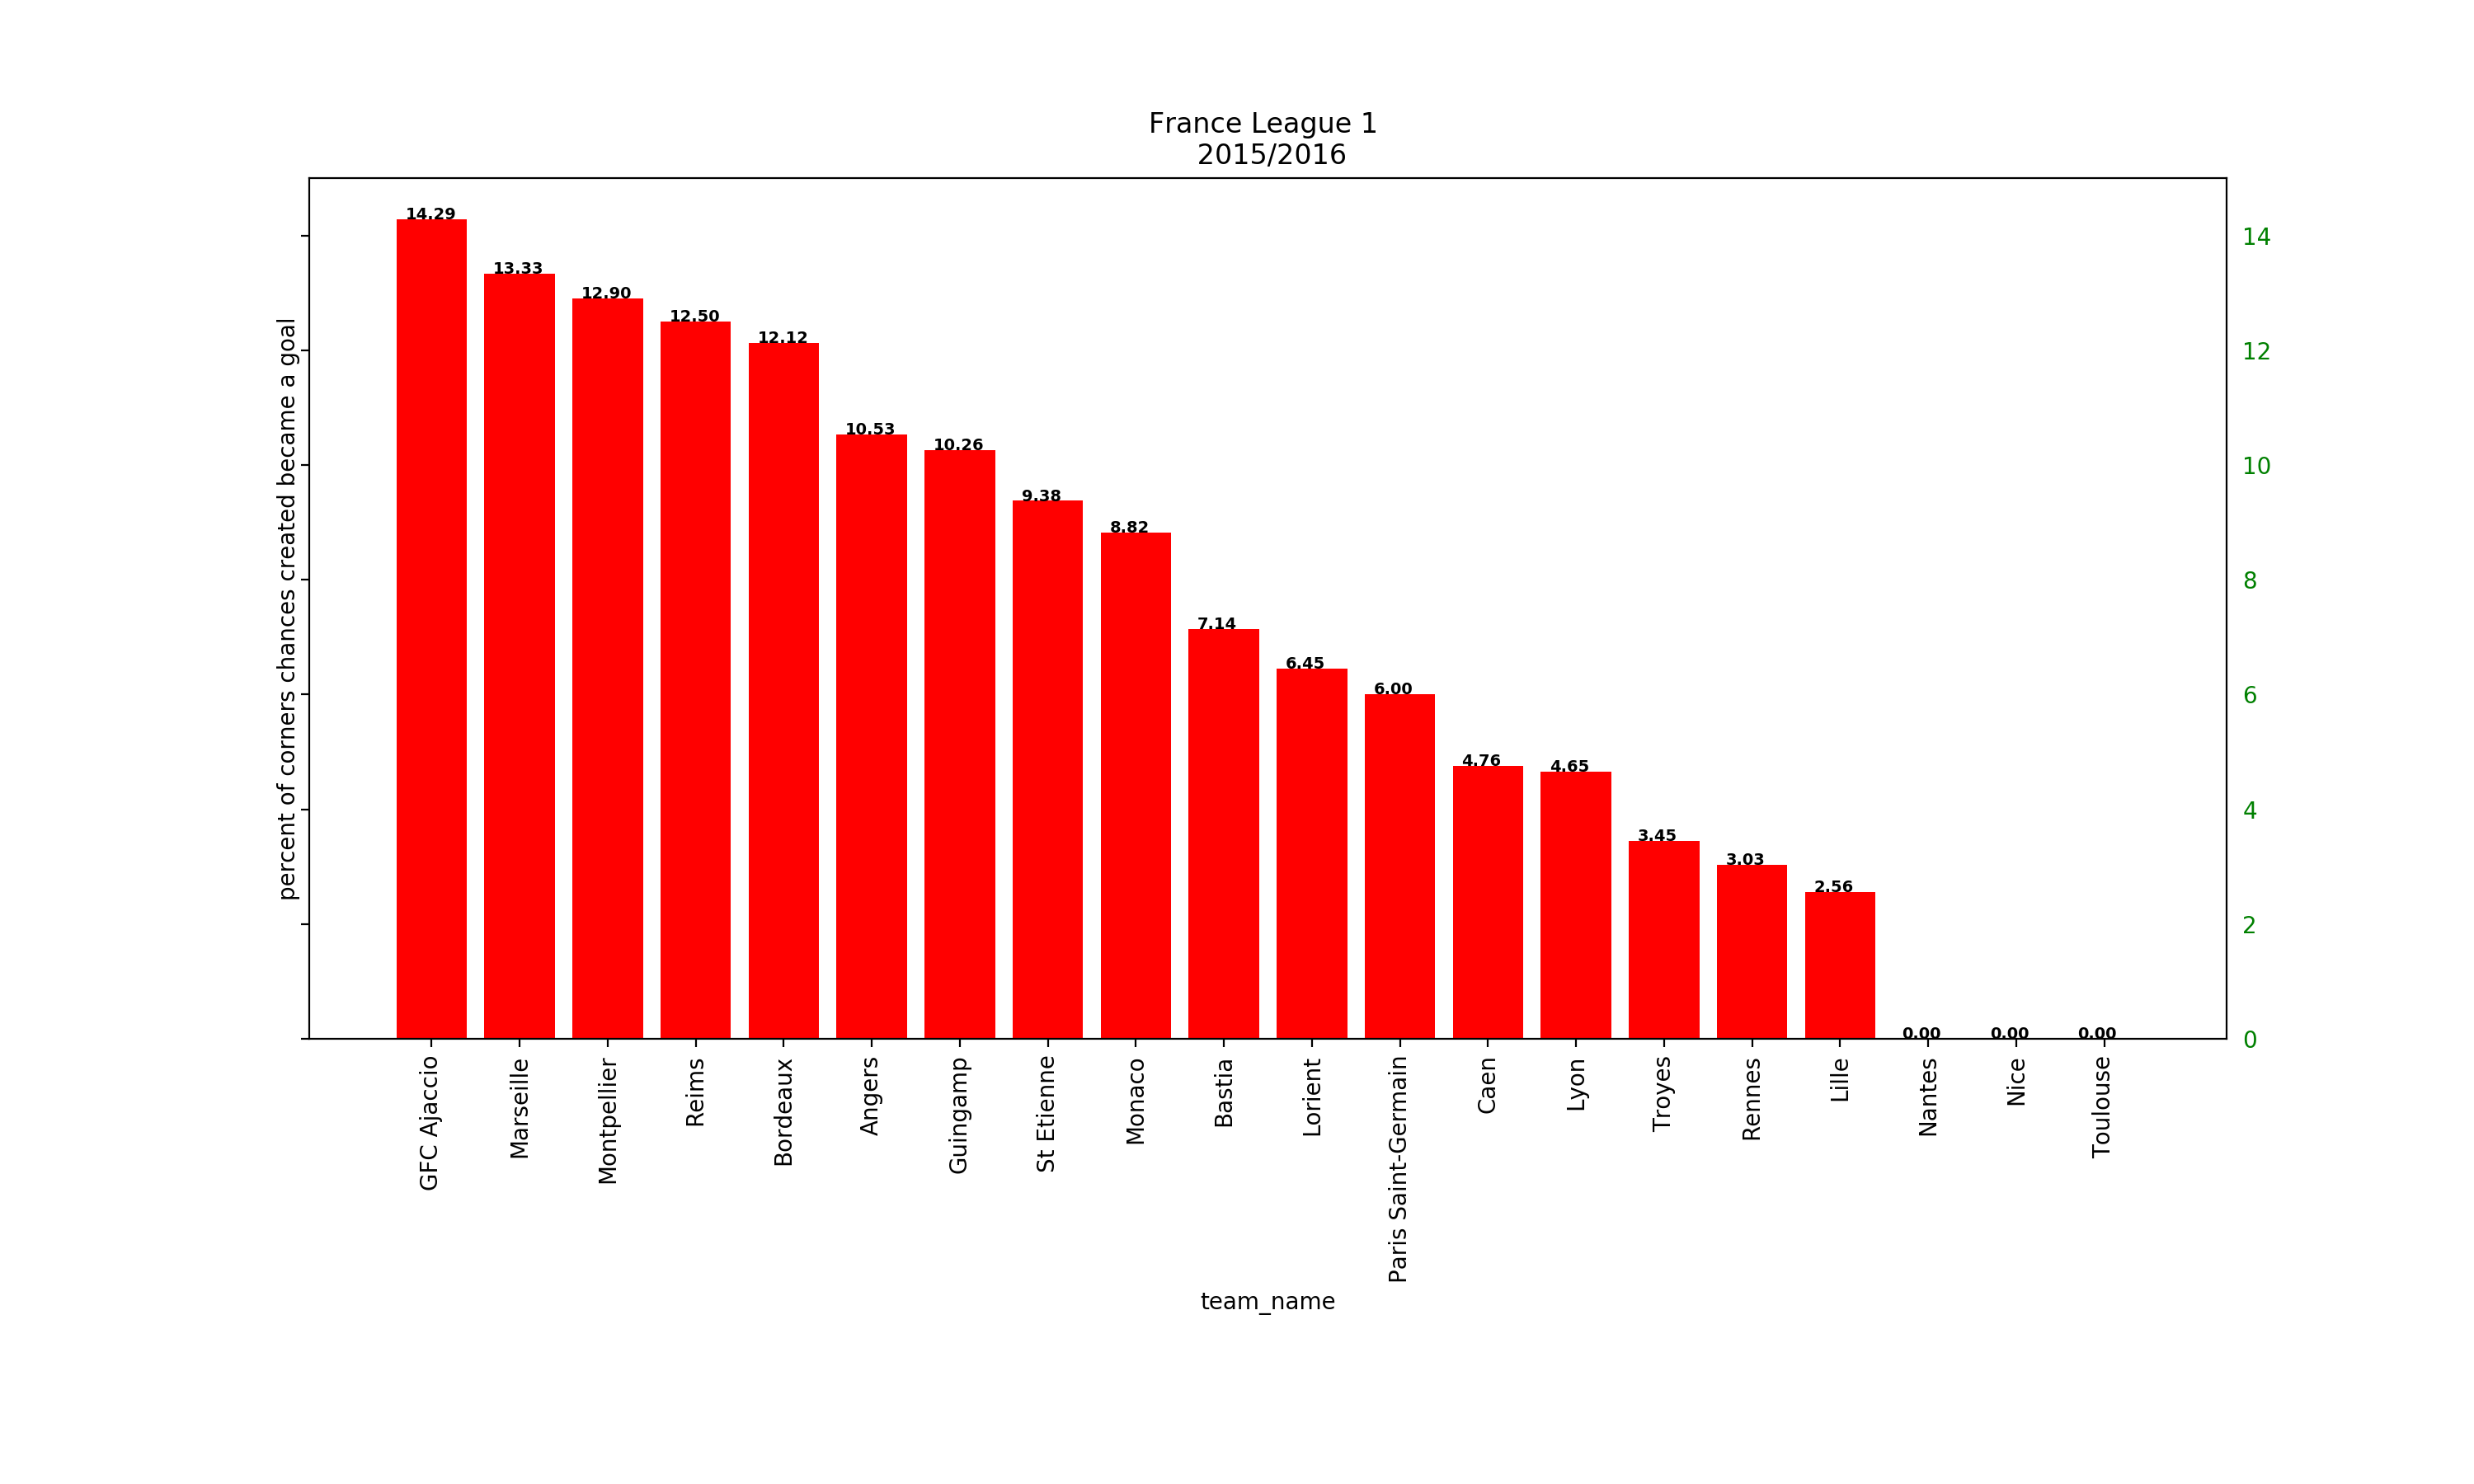 France League 1
2015/2016
percent of corners chances created became a goal
14.29
13.33
12.90
12.50
12.12
10.53
10.26
9.38
8.82
7.14
6.45
6.00
4.76
4.65
3.45
3.03
2.56
0.00
0.00
0.00
14
12
10
8
6
4
2
0
GFC Ajaccio
Marseille
Montpellier
Reims
Bordeaux
Angers
Guingamp
St Etienne
Monaco
Bastia
Lorient
Paris Saint-Germain
Caen
Lyon
Troyes
Rennes
Lille
Nantes
Nice
Toulouse
team_name